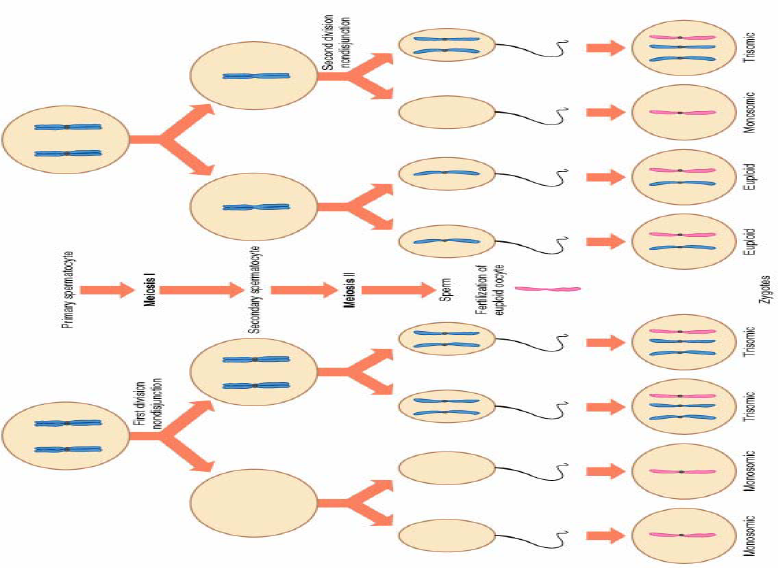 Primary spermatocyte
First division
nondisjunction
Meiosis I
Secondary spermatocyte
Second division
nondisjunction
Meiosis II
Sperm
Fertilization of
euploid oocyte
Monosomic
Monosomic
Trisomic
Trisomic
Euploid
Euploid
Monosomic
Trisomic
Zygotes